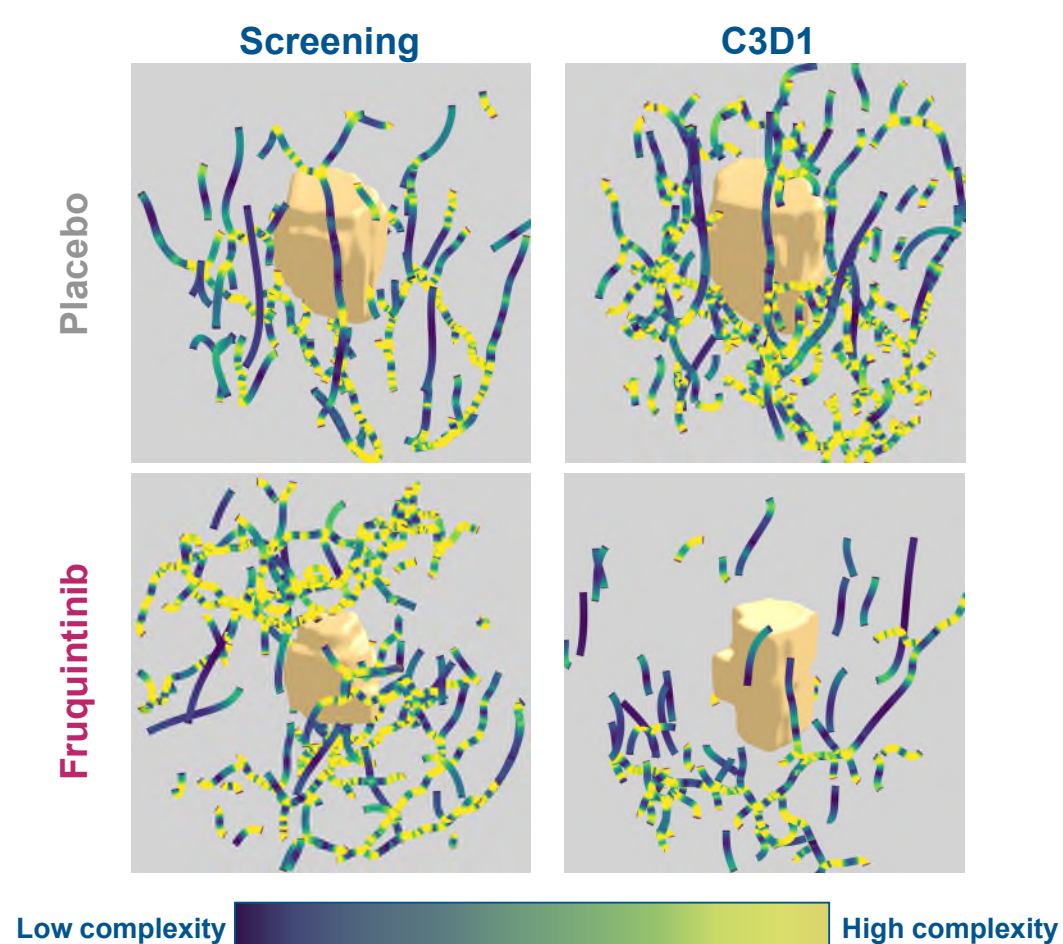 Screening
C3D1
Placebo
Fruquintinib
Low complexity
High complexity